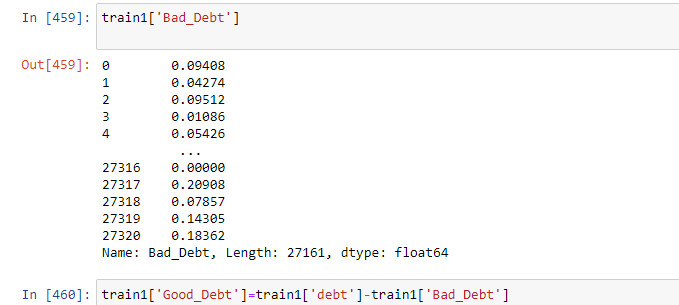 In [459]: train1['Bad_Debt']
Out[459]: 0        0.09408
1        0.04274
2        0.09512
3        0.01086
4        0.05426
...
27316    0.00000
27317    0.20908
27318    0.07857
27319    0.14305
27320    0.18362
Name: Bad_Debt, Length: 27161, dtype: float64
In [460]: train1['Good_Debt']=train1['debt']-train1['Bad_Debt']